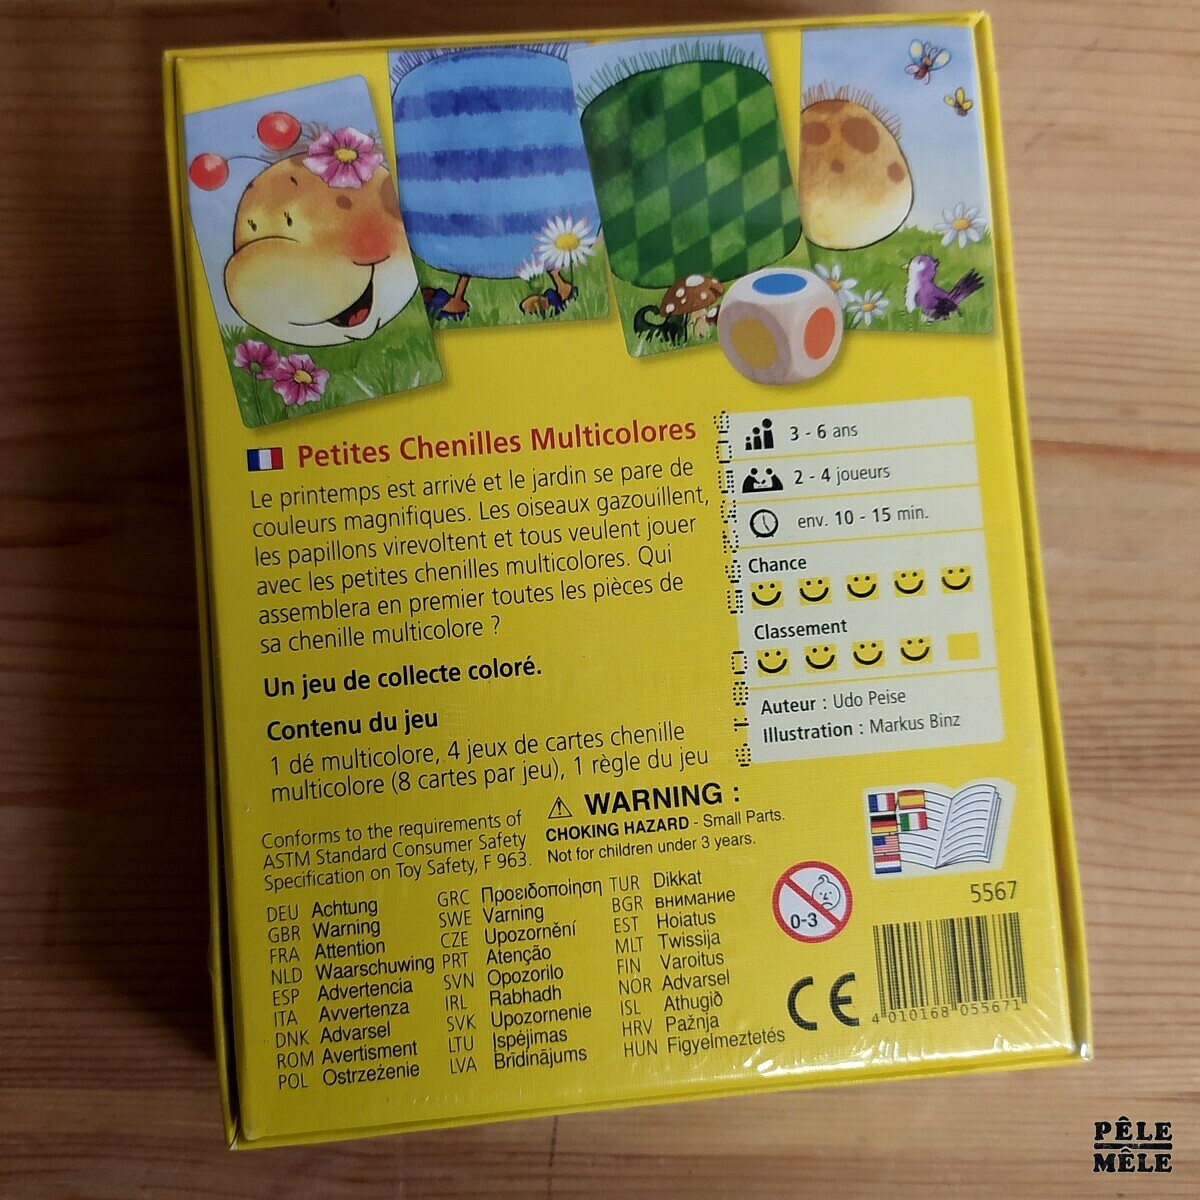 Petites Chenilles Multicolores
Le printemps est arrivé et le jardin se pare de
couleurs magnifiques. Les oiseaux gazouillent,
les papillons virevoltent et tous veulent jouer
avec les petites chenilles multicolores. Qui
assemblera en premier toutes les pièces de
sa chenille multicolore ?
Un jeu de collecte coloré.
Contenu du jeu
1 dé multicolore, 4 jeux de cartes chenille
multicolore (8 cartes par jeu), 1 règle du jeu
3 - 6 ans
2 - 4 joueurs
env. 10 - 15 min.
Chance
Classement
Auteur : Udo Peise
Illustration : Markus Binz
Conforms to the requirements of
ASTM Standard Consumer Safety
Specification on Toy Safety, F 963.
⚠ WARNING :
CHOKING HAZARD - Small Parts.
Not for children under 3 years.
DEU Achtung
GBR Warning
FRA Attention
NLD Waarschuwing
ESP Advertencia
ITA Avvertenza
DNK Advarsel
ROM Avertisment
POL Ostrzeżenie
GRC Προειδοποίηση
SWE Varning
CZE Upozornění
PRT Atenção
SVN Opozorilo
IRL Rabhadh
SVK Upozornenie
LTU Įspėjimas
LVA Brīdinājums
TUR Dikkat
BGR внимание
EST Hoiatus
MLT Twissija
FIN Varoitus
NOR Advarsel
ISL Athugið
HRV Pažnja
HUN Figyelmeztetés
0-3
CE
5567
4 010168 055671
PÊLE
MÊLE